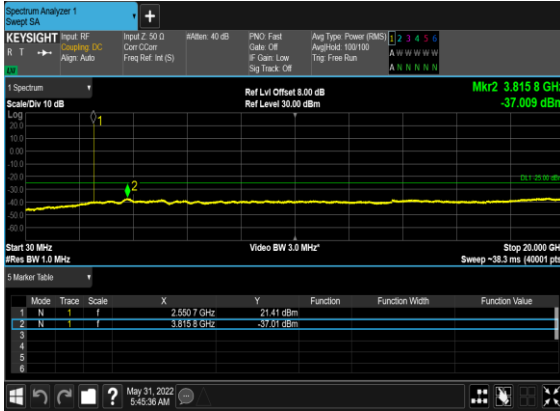 Spectrum Analyzer 1
Swept SA
+
KEYSIGHT Input: RF Input Z: 50 Ω #Atten: 40 dB PNO: Fast Avg Type: Power (RMS) 1 2 3 4 5 6
R T Coupling: DC Corr CCorr Gate: Off Avg|Hold: 100/100 A W W W W W
Align: Auto Freq Ref: Int (S) IF Gain: Low Trig: Free Run
Sig Track: Off A N N N N N
1 Spectrum Ref Lvl Offset 8.00 dB Mkr2 3.815 8 GHz
Scale/Div 10 dB Ref Level 30.00 dBm -37.009 dBm
Log
20.0
10.0
0.00
-10.0
-20.0
-30.0
-40.0
-50.0
-60.0
1
2
DL1 -25.00 dBm
Start 30 MHz Video BW 3.0 MHz* Stop 20.000 GH
#Res BW 1.0 MHz Sweep ~38.3 ms (40001 pts
5 Marker Table
Mode Trace Scale X Y Function Function Width Function Value
1 N 1 f 2.550 7 GHz 21.41 dBm
2 N 1 f 3.815 8 GHz -37.01 dBm
3
4
5
6
? May 31, 2022
5:45:36 AM